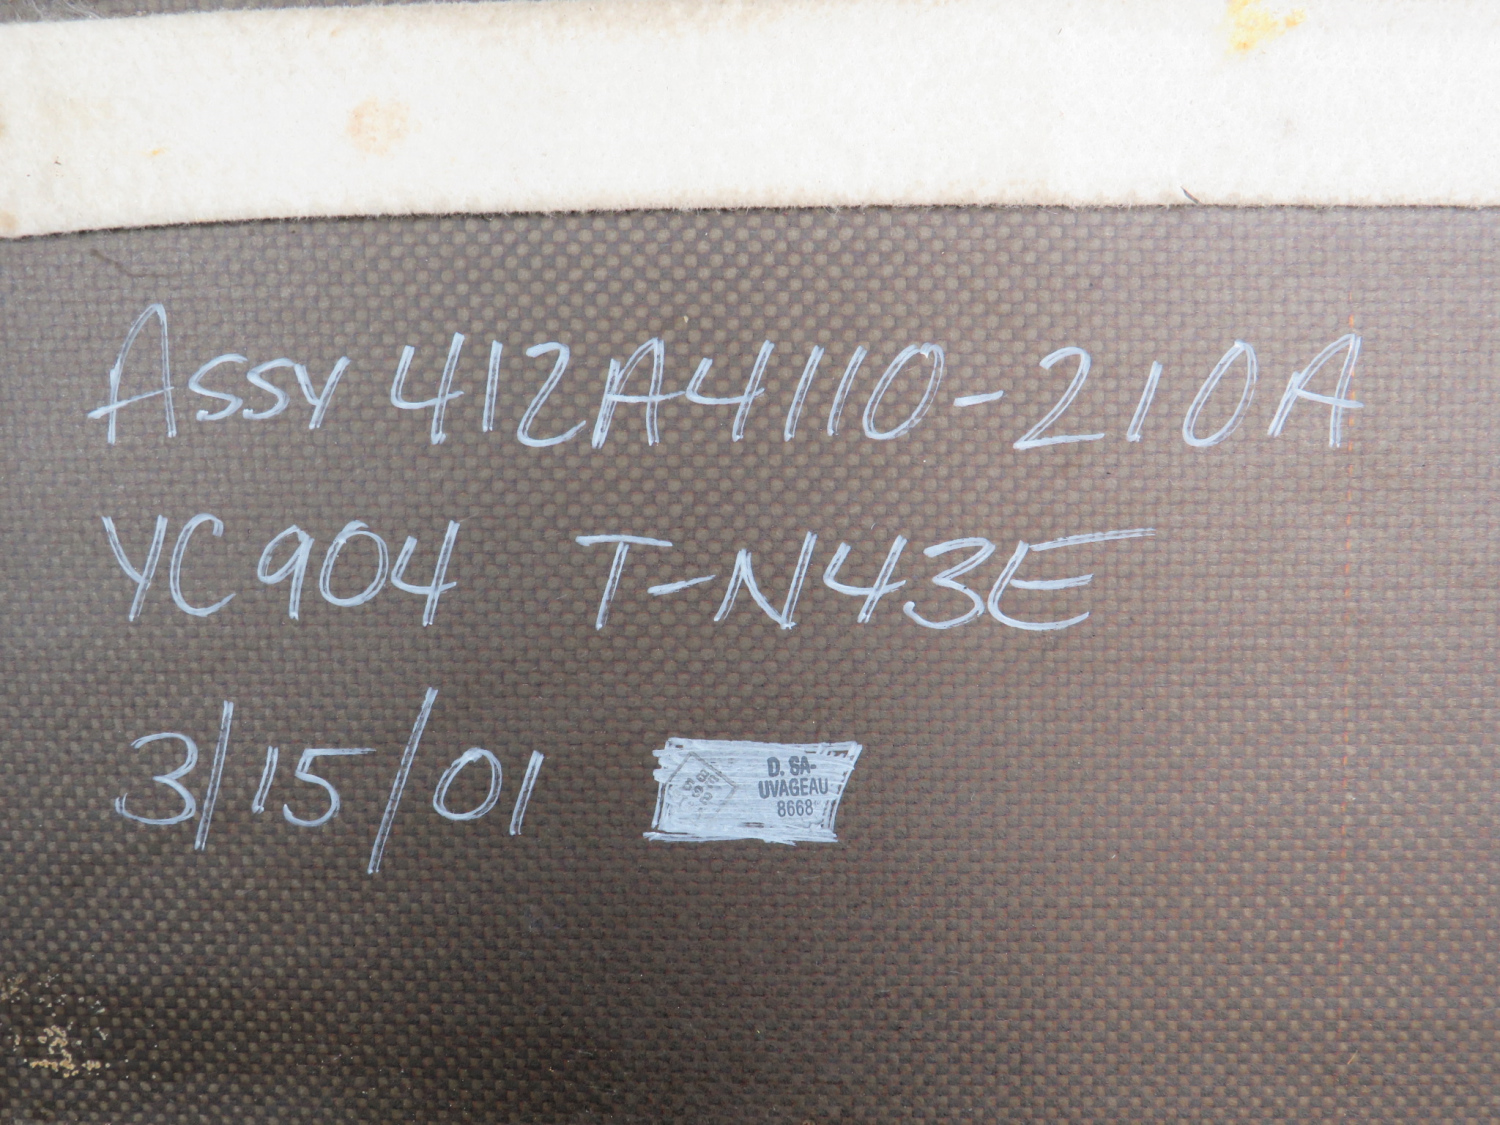 Assy 412A4110-210A
YC904 T-N43E
3/15/01
D. SA-
UVAGEAU
8668